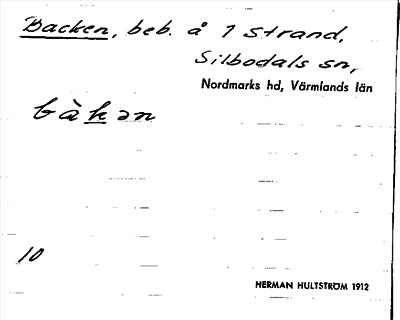 Backen, beb. å 1 Strand,
Silbodals sn,
Nordmarks hd, Värmlands län
bàkən
10
HERMAN HULTSTRÖM 1912